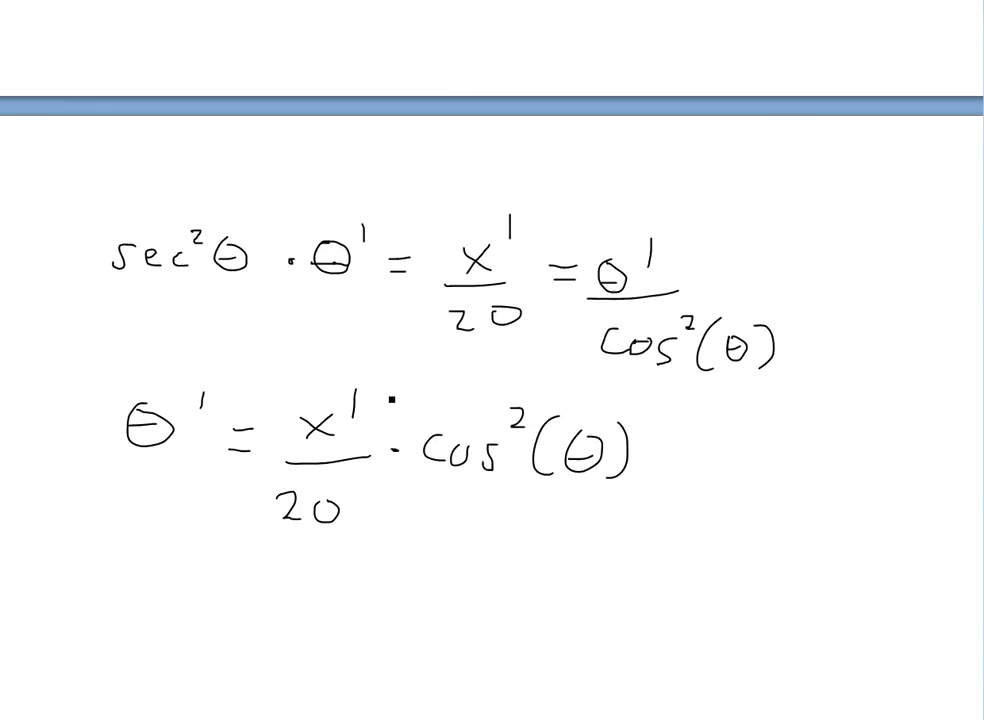 sec²θ · θ' = x'/20 = θ'/cos²(θ)
θ' = x'/20 · cos²(θ)